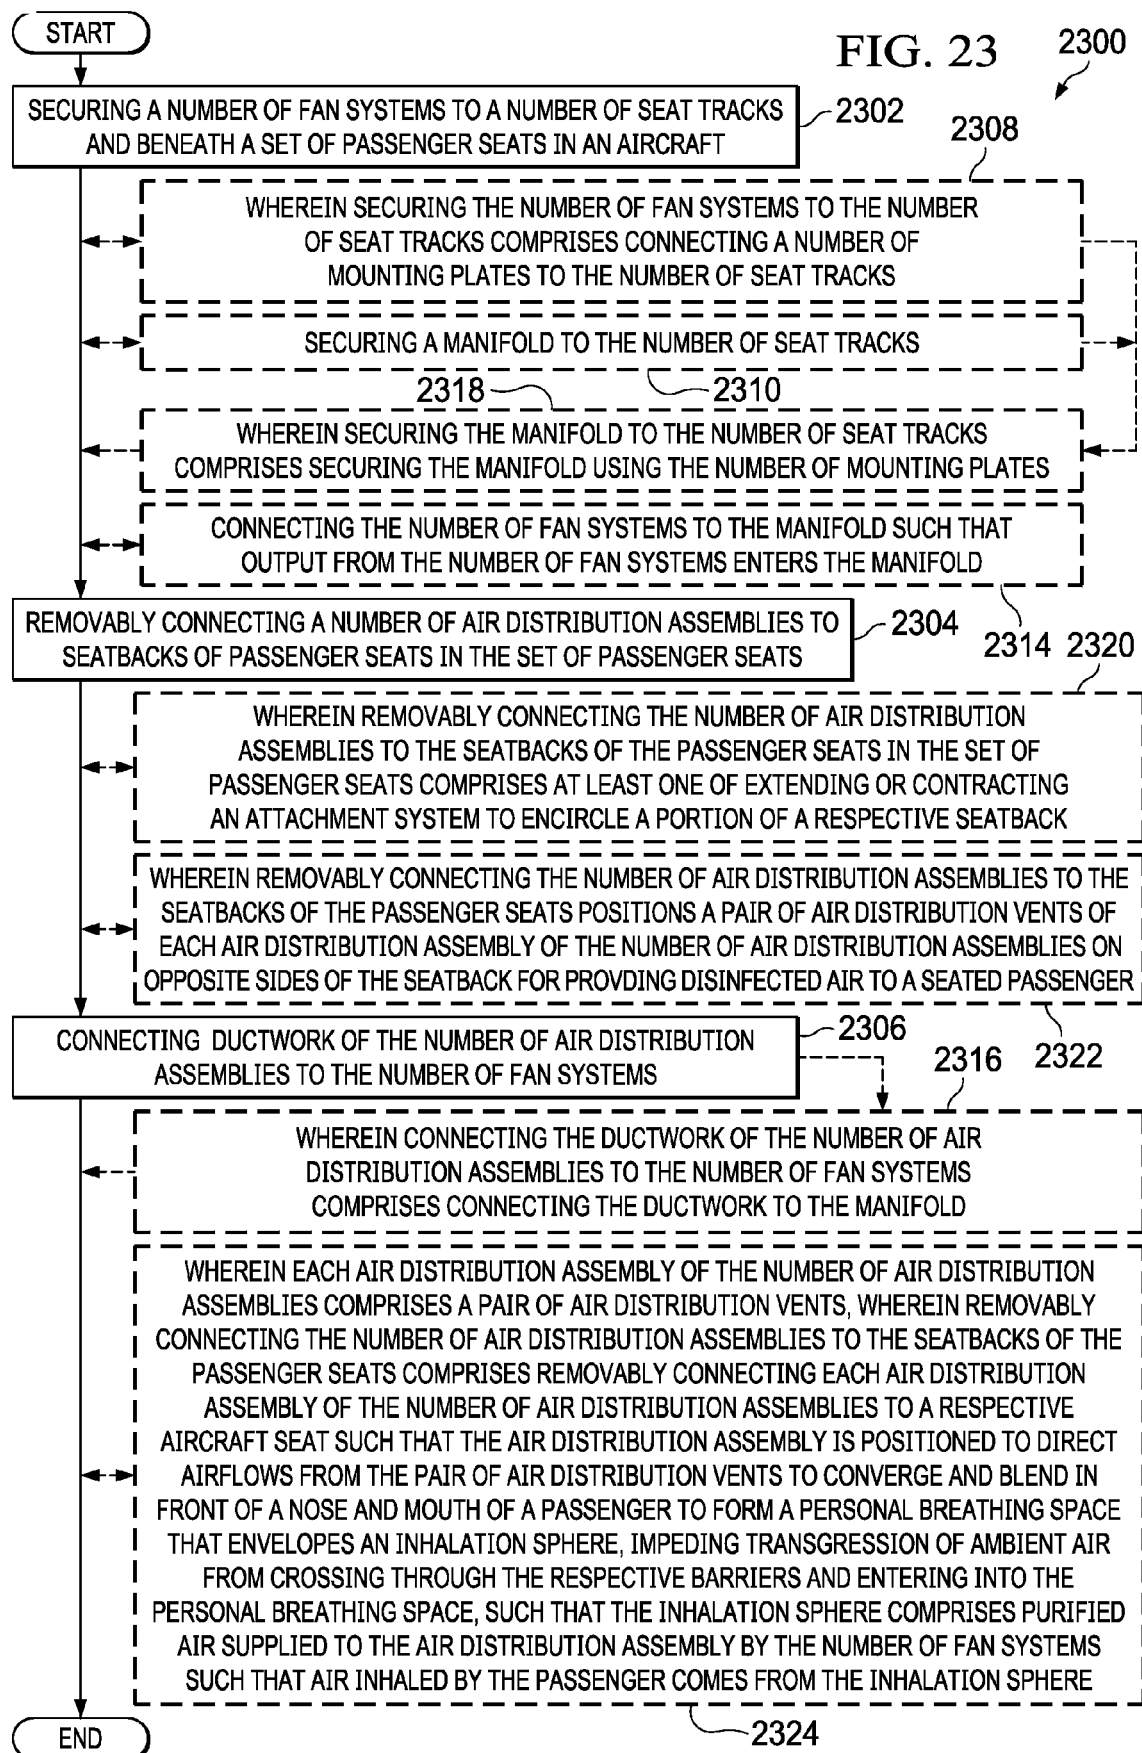 START
FIG. 23
2300
SECURING A NUMBER OF FAN SYSTEMS TO A NUMBER OF SEAT TRACKS
AND BENEATH A SET OF PASSENGER SEATS IN AN AIRCRAFT
2302
2308
WHEREIN SECURING THE NUMBER OF FAN SYSTEMS TO THE NUMBER
OF SEAT TRACKS COMPRISES CONNECTING A NUMBER OF
MOUNTING PLATES TO THE NUMBER OF SEAT TRACKS
SECURING A MANIFOLD TO THE NUMBER OF SEAT TRACKS
2310
2318
WHEREIN SECURING THE MANIFOLD TO THE NUMBER OF SEAT TRACKS
COMPRISES SECURING THE MANIFOLD USING THE NUMBER OF MOUNTING PLATES
CONNECTING THE NUMBER OF FAN SYSTEMS TO THE MANIFOLD SUCH THAT
OUTPUT FROM THE NUMBER OF FAN SYSTEMS ENTERS THE MANIFOLD
2314
REMOVABLY CONNECTING A NUMBER OF AIR DISTRIBUTION ASSEMBLIES TO
SEATBACKS OF PASSENGER SEATS IN THE SET OF PASSENGER SEATS
2304
2320
WHEREIN REMOVABLY CONNECTING THE NUMBER OF AIR DISTRIBUTION
ASSEMBLIES TO THE SEATBACKS OF THE PASSENGER SEATS IN THE SET OF
PASSENGER SEATS COMPRISES AT LEAST ONE OF EXTENDING OR CONTRACTING
AN ATTACHMENT SYSTEM TO ENCIRCLE A PORTION OF A RESPECTIVE SEATBACK
WHEREIN REMOVABLY CONNECTING THE NUMBER OF AIR DISTRIBUTION ASSEMBLIES TO THE
SEATBACKS OF THE PASSENGER SEATS POSITIONS A PAIR OF AIR DISTRIBUTION VENTS OF
EACH AIR DISTRIBUTION ASSEMBLY OF THE NUMBER OF AIR DISTRIBUTION ASSEMBLIES ON
OPPOSITE SIDES OF THE SEATBACK FOR PROVDING DISINFECTED AIR TO A SEATED PASSENGER
2322
CONNECTING DUCTWORK OF THE NUMBER OF AIR DISTRIBUTION
ASSEMBLIES TO THE NUMBER OF FAN SYSTEMS
2306
2316
WHEREIN CONNECTING THE DUCTWORK OF THE NUMBER OF AIR
DISTRIBUTION ASSEMBLIES TO THE NUMBER OF FAN SYSTEMS
COMPRISES CONNECTING THE DUCTWORK TO THE MANIFOLD
WHEREIN EACH AIR DISTRIBUTION ASSEMBLY OF THE NUMBER OF AIR DISTRIBUTION
ASSEMBLIES COMPRISES A PAIR OF AIR DISTRIBUTION VENTS, WHEREIN REMOVABLY
CONNECTING THE NUMBER OF AIR DISTRIBUTION ASSEMBLIES TO THE SEATBACKS OF THE
PASSENGER SEATS COMPRISES REMOVABLY CONNECTING EACH AIR DISTRIBUTION
ASSEMBLY OF THE NUMBER OF AIR DISTRIBUTION ASSEMBLIES TO A RESPECTIVE
AIRCRAFT SEAT SUCH THAT THE AIR DISTRIBUTION ASSEMBLY IS POSITIONED TO DIRECT
AIRFLOWS FROM THE PAIR OF AIR DISTRIBUTION VENTS TO CONVERGE AND BLEND IN
FRONT OF A NOSE AND MOUTH OF A PASSENGER TO FORM A PERSONAL BREATHING SPACE
THAT ENVELOPES AN INHALATION SPHERE, IMPEDING TRANSGRESSION OF AMBIENT AIR
FROM CROSSING THROUGH THE RESPECTIVE BARRIERS AND ENTERING INTO THE
PERSONAL BREATHING SPACE, SUCH THAT THE INHALATION SPHERE COMPRISES PURIFIED
AIR SUPPLIED TO THE AIR DISTRIBUTION ASSEMBLY BY THE NUMBER OF FAN SYSTEMS
SUCH THAT AIR INHALED BY THE PASSENGER COMES FROM THE INHALATION SPHERE
2324
END